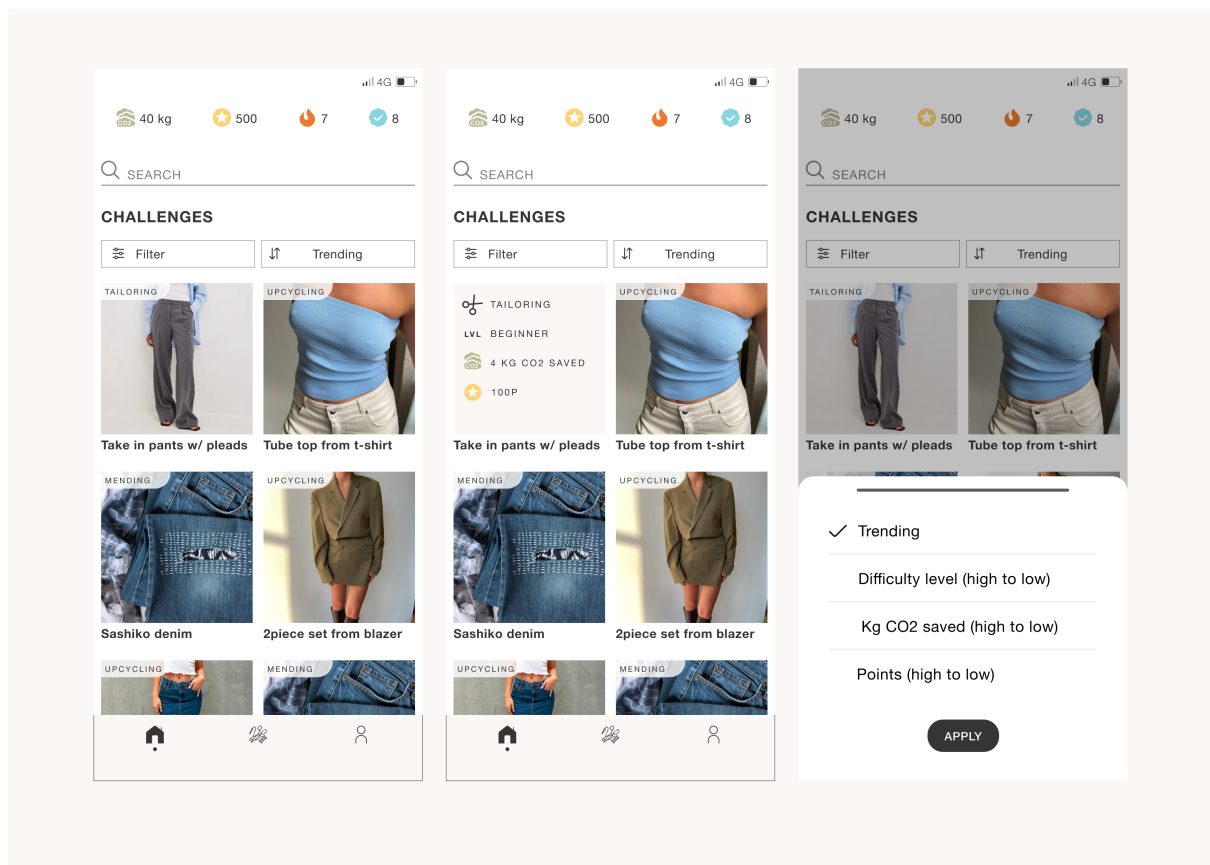 4G
40 kg 500 7 8
SEARCH
CHALLENGES
Filter Trending
TAILORING UPCYCLING
Take in pants w/ pleads Tube top from t-shirt
MENDING UPCYCLING
Sashiko denim 2piece set from blazer
UPCYCLING MENDING
4G
40 kg 500 7 8
SEARCH
CHALLENGES
Filter Trending
TAILORING
LVL BEGINNER
CO2 4 KG CO2 SAVED
100P
UPCYCLING
Take in pants w/ pleads Tube top from t-shirt
MENDING UPCYCLING
Sashiko denim 2piece set from blazer
UPCYCLING MENDING
4G
40 kg 500 7 8
SEARCH
CHALLENGES
Filter Trending
TAILORING UPCYCLING
Take in pants w/ pleads Tube top from t-shirt
Trending
Difficulty level (high to low)
Kg CO2 saved (high to low)
Points (high to low)
APPLY